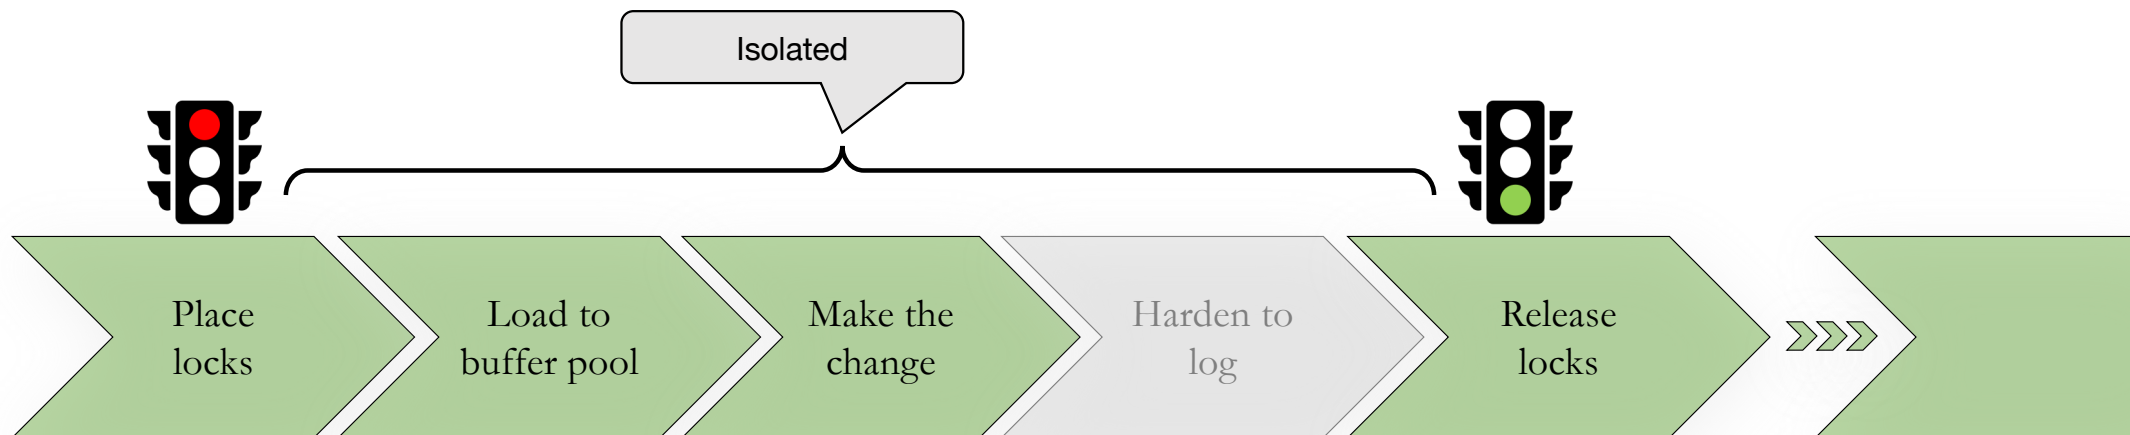 Isolated
Place
locks
Load to
buffer pool
Make the
change
Harden to
log
Release
locks